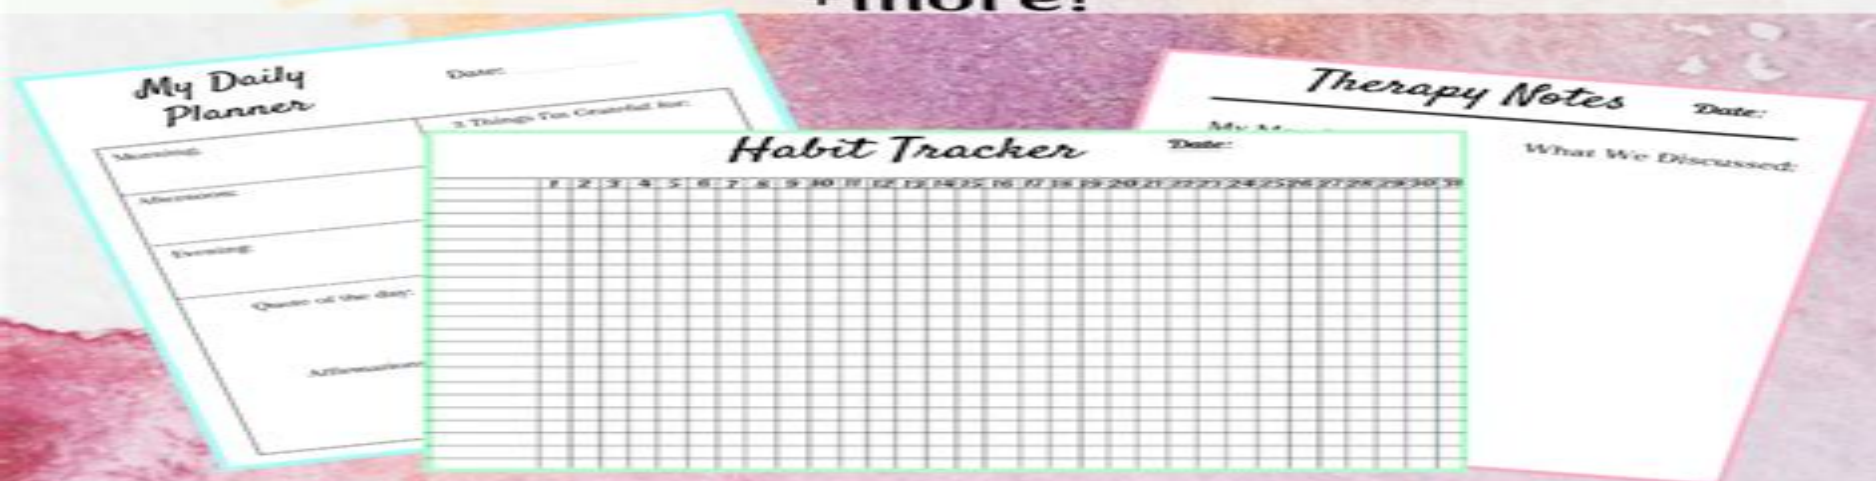 +more!
My Daily
Planner
Date:
3 Things I'm Grateful for:
Morning:
Afternoon:
Evening:
Quote of the day:
Affirmations
Habit Tracker
Date:
1 2 3 4 5 6 7 8 9 10 11 12 13 14 15 16 17 18 19 20 21 22 23 24 25 26 27 28 29 30 31
Therapy Notes
Date:
My
What We Discussed: